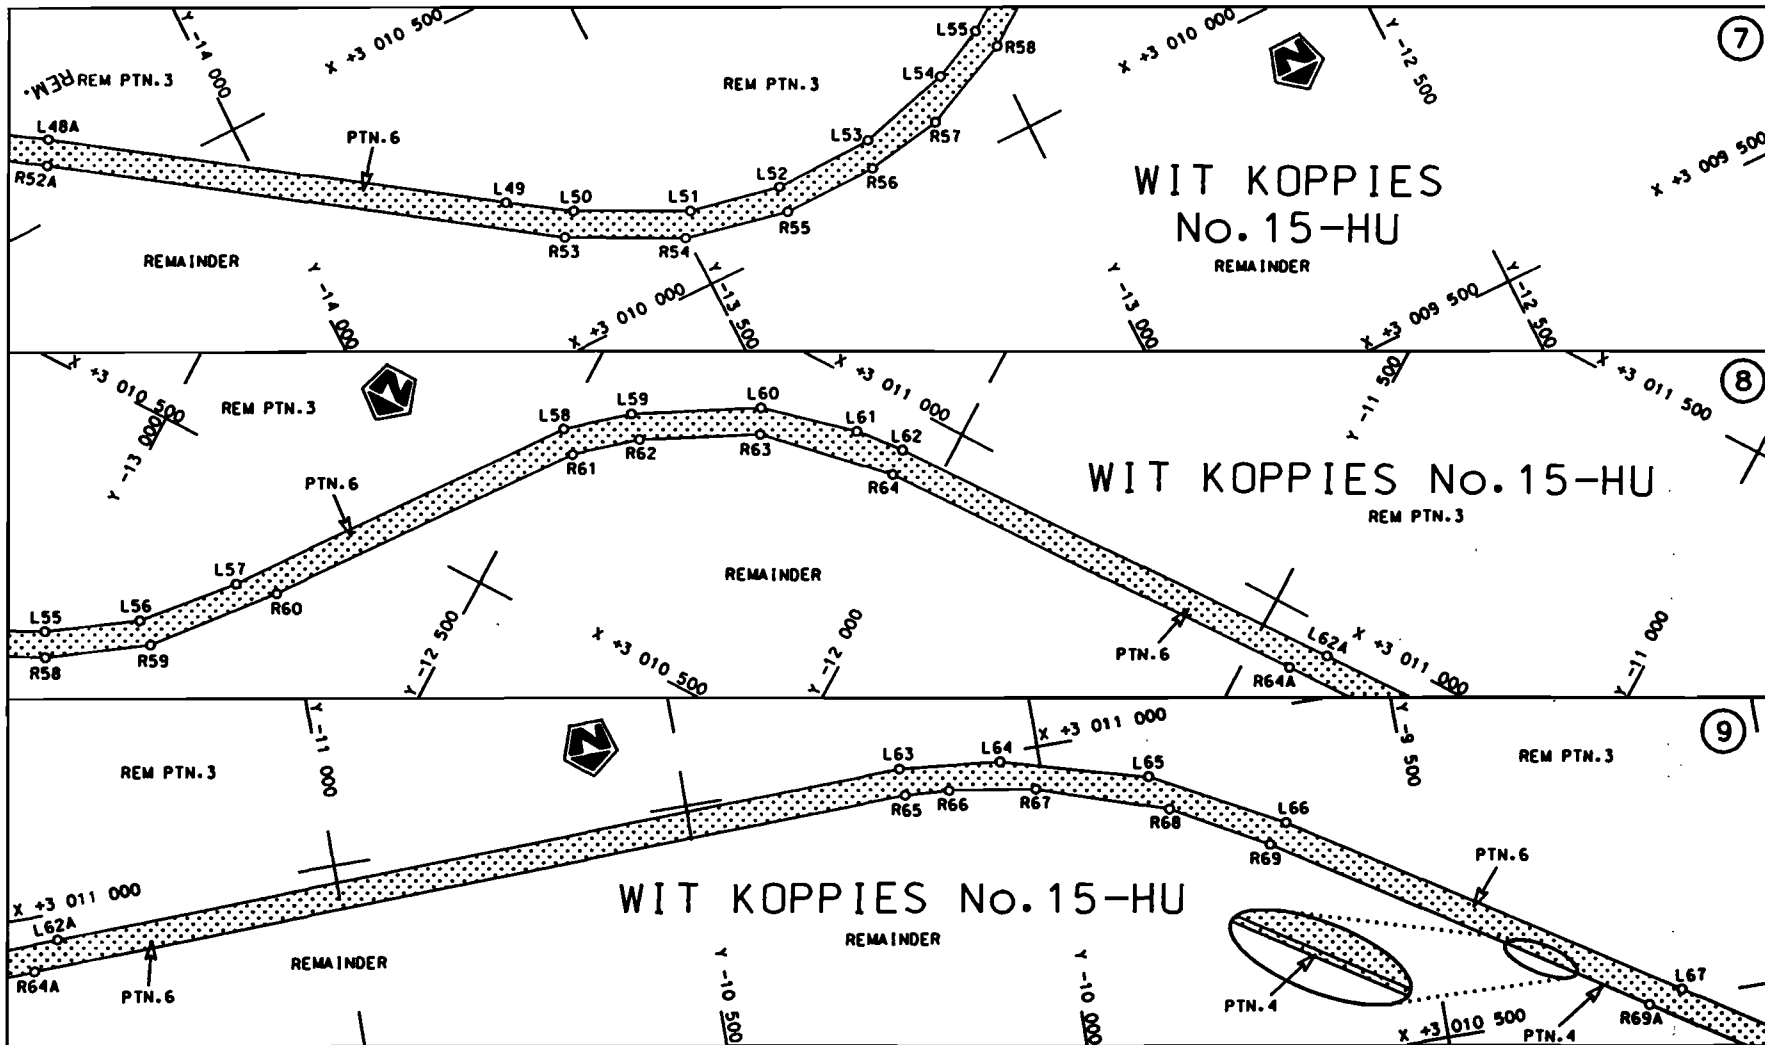 7
Y -14 000
X +3 010 500
L55
R58
X +3 010 000
Y -12 500
REM.
REM PTN.3
REM PTN.3
L54
L48A
PTN.6
L53
R57
X +3 009 500
R52A
L52
R56
WIT KOPPIES
No.15-HU
REMAINDER
L49
L50
L51
R55
R53
R54
REMAINDER
Y -14 000
X +3 010 000
Y -13 500
Y -13 000
X +3 009 500
Y -12 500
8
X +3 010 500
Y -13 000
REM PTN.3
L58
L59
L60
L61
L62
X +3 011 000
Y -11 500
X +3 011 500
R61
R62
R63
R64
PTN.6
WIT KOPPIES No.15-HU
REM PTN.3
L57
REMAINDER
R60
L55
L56
R58
R59
Y -12 500
X +3 010 500
Y -12 000
PTN.6
L62A
R64A
X +3 011 000
Y -11 000
9
Y -11 000
REM PTN.3
L63
L64
X +3 011 000
L65
Y -9 500
REM PTN.3
R65
R66
R67
R68
L66
R69
PTN.6
X +3 011 000
L62A
WIT KOPPIES No.15-HU
REMAINDER
REMAINDER
R64A
PTN.6
Y -10 500
Y -10 000
PTN.4
L67
R69A
X +3 010 500
PTN.4